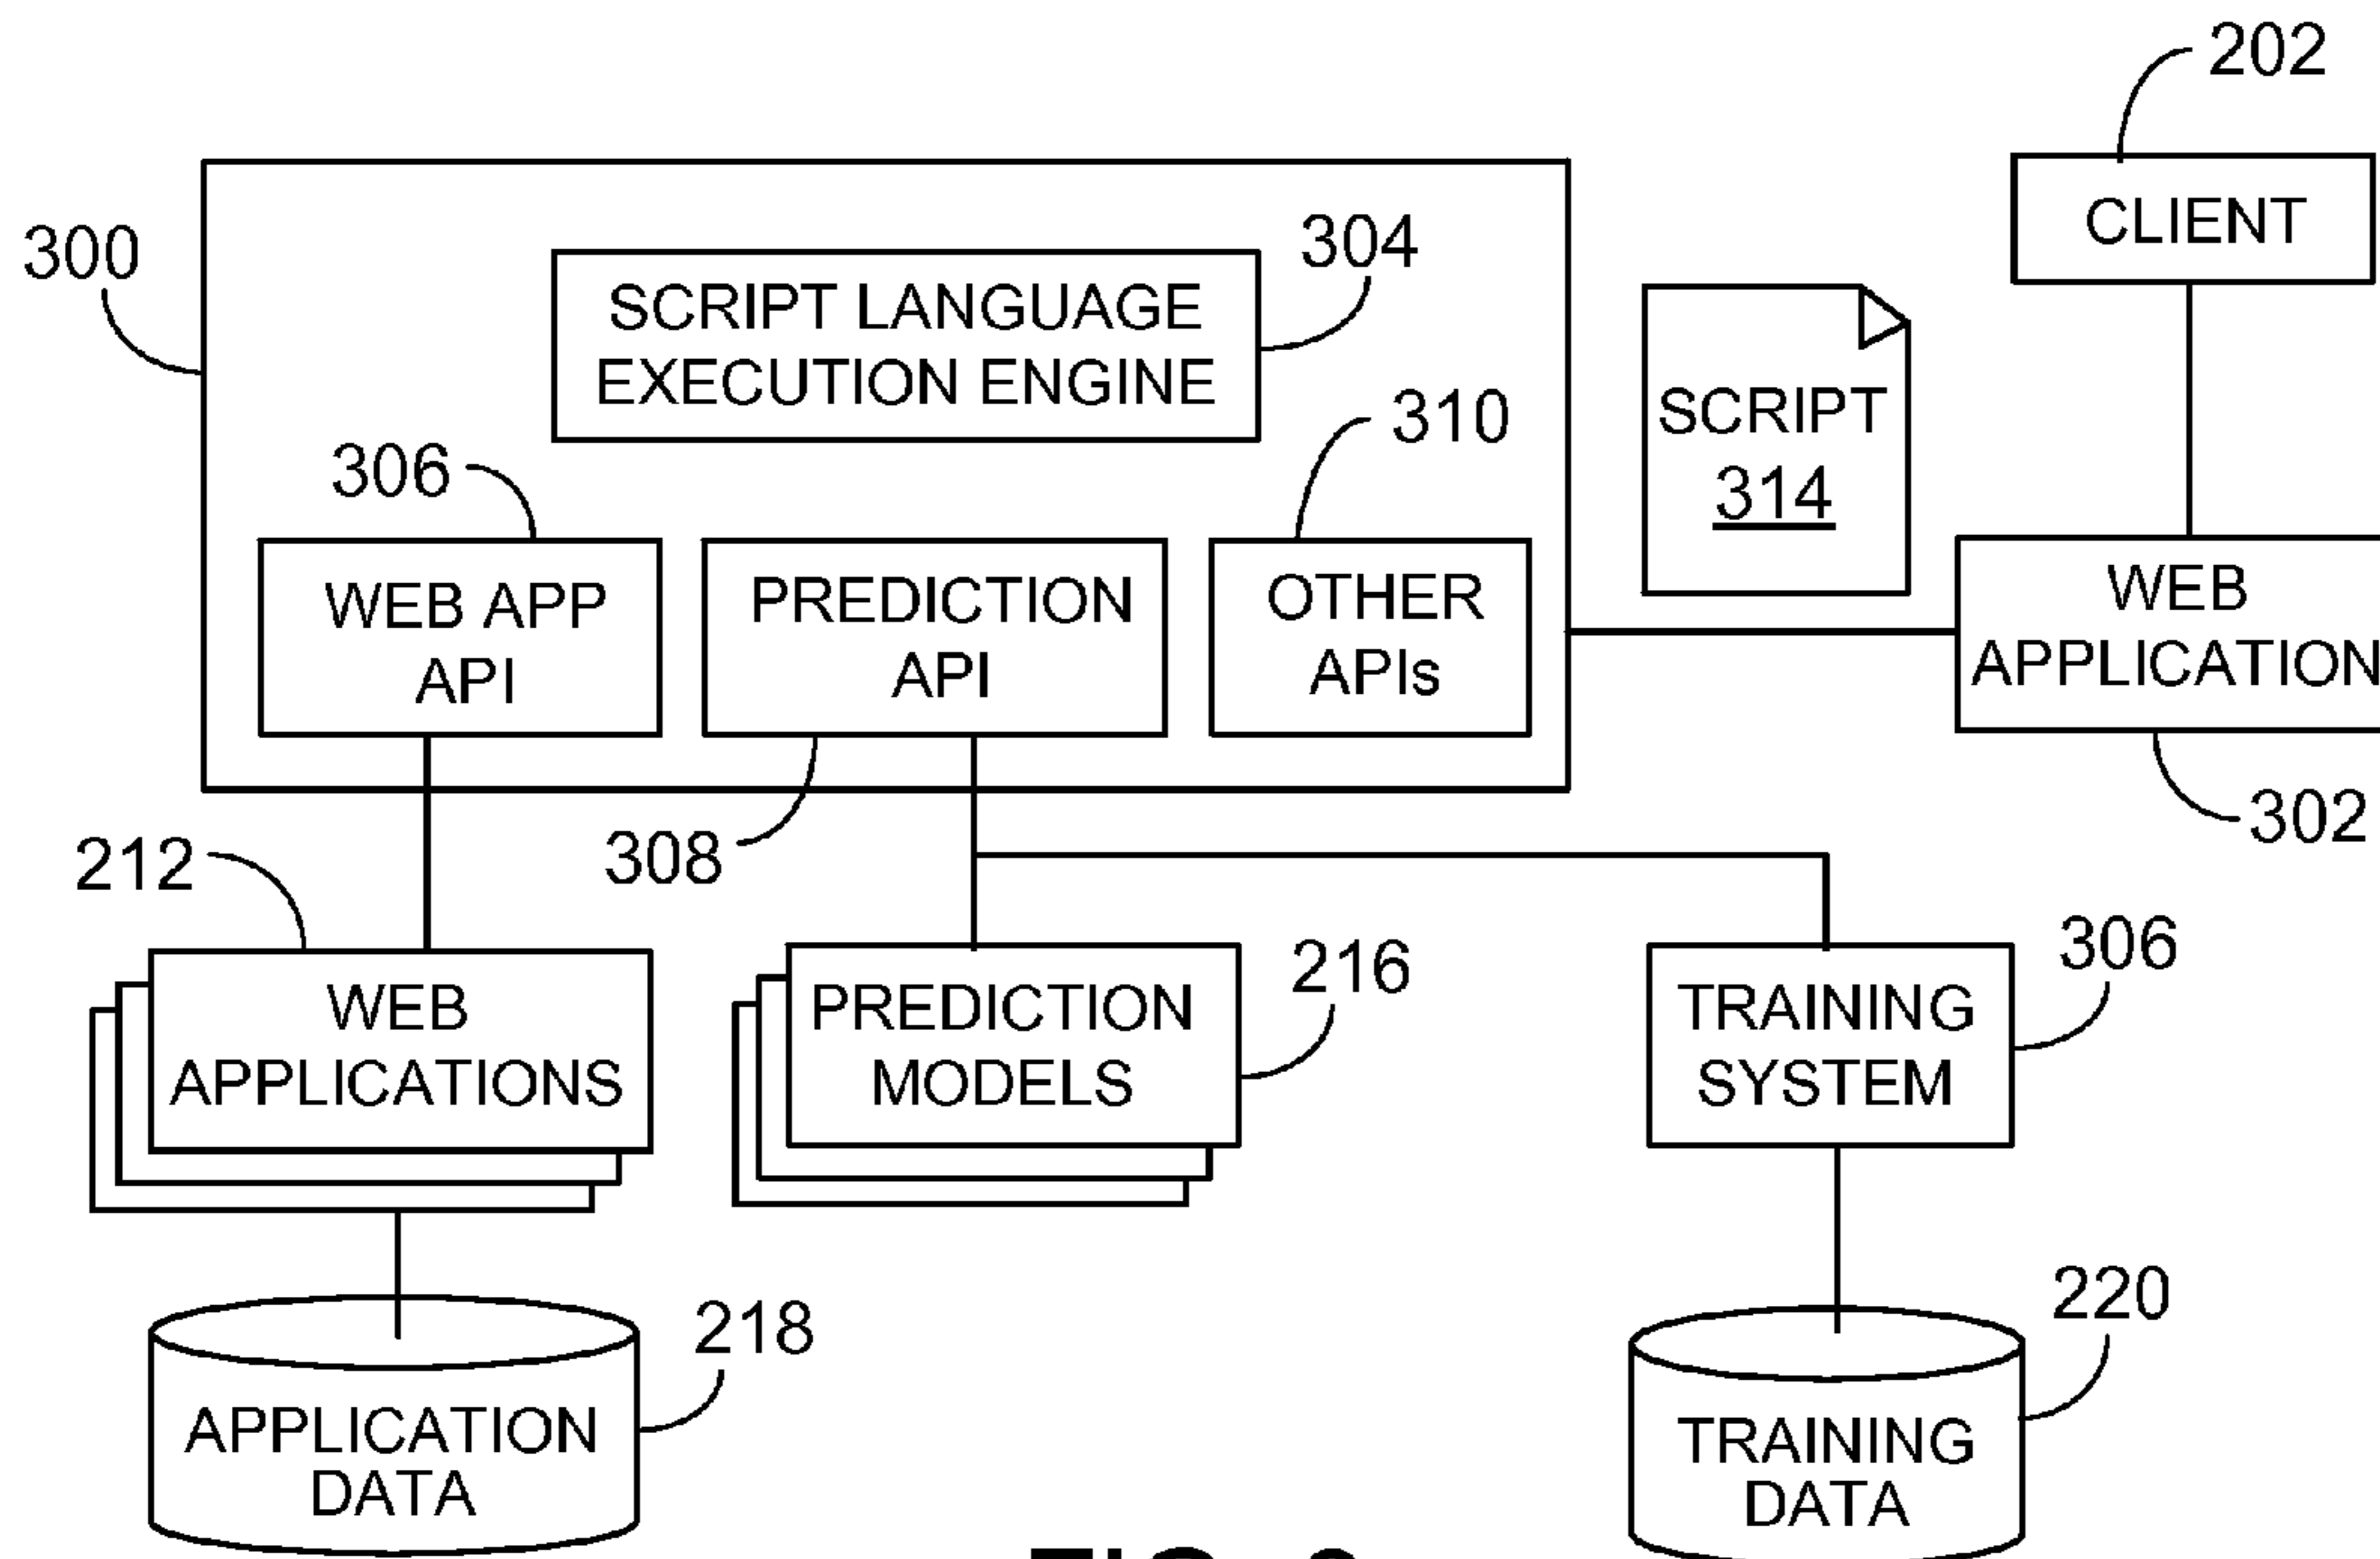 202
CLIENT
300
304
SCRIPT LANGUAGE
EXECUTION ENGINE
310
SCRIPT
314
306
WEB APP
API
PREDICTION
API
OTHER
APIs
WEB
APPLICATION
302
308
212
WEB
APPLICATIONS
216
PREDICTION
MODELS
306
TRAINING
SYSTEM
218
APPLICATION
DATA
220
TRAINING
DATA